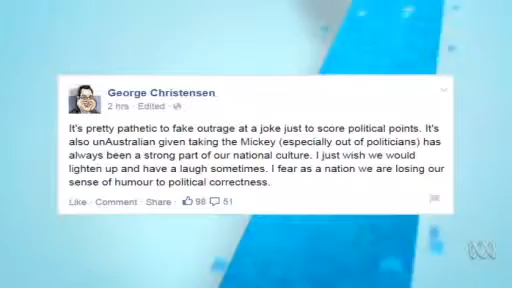 George Christensen
2 hrs · Edited ·
It's pretty pathetic to fake outrage at a joke just to score political points. It's
also unAustralian given taking the Mickey (especially out of politicians) has
always been a strong part of our national culture. I just wish we would
lighten up and have a laugh sometimes. I fear as a nation we are losing our
sense of humour to political correctness.
Like · Comment · Share · 98 51